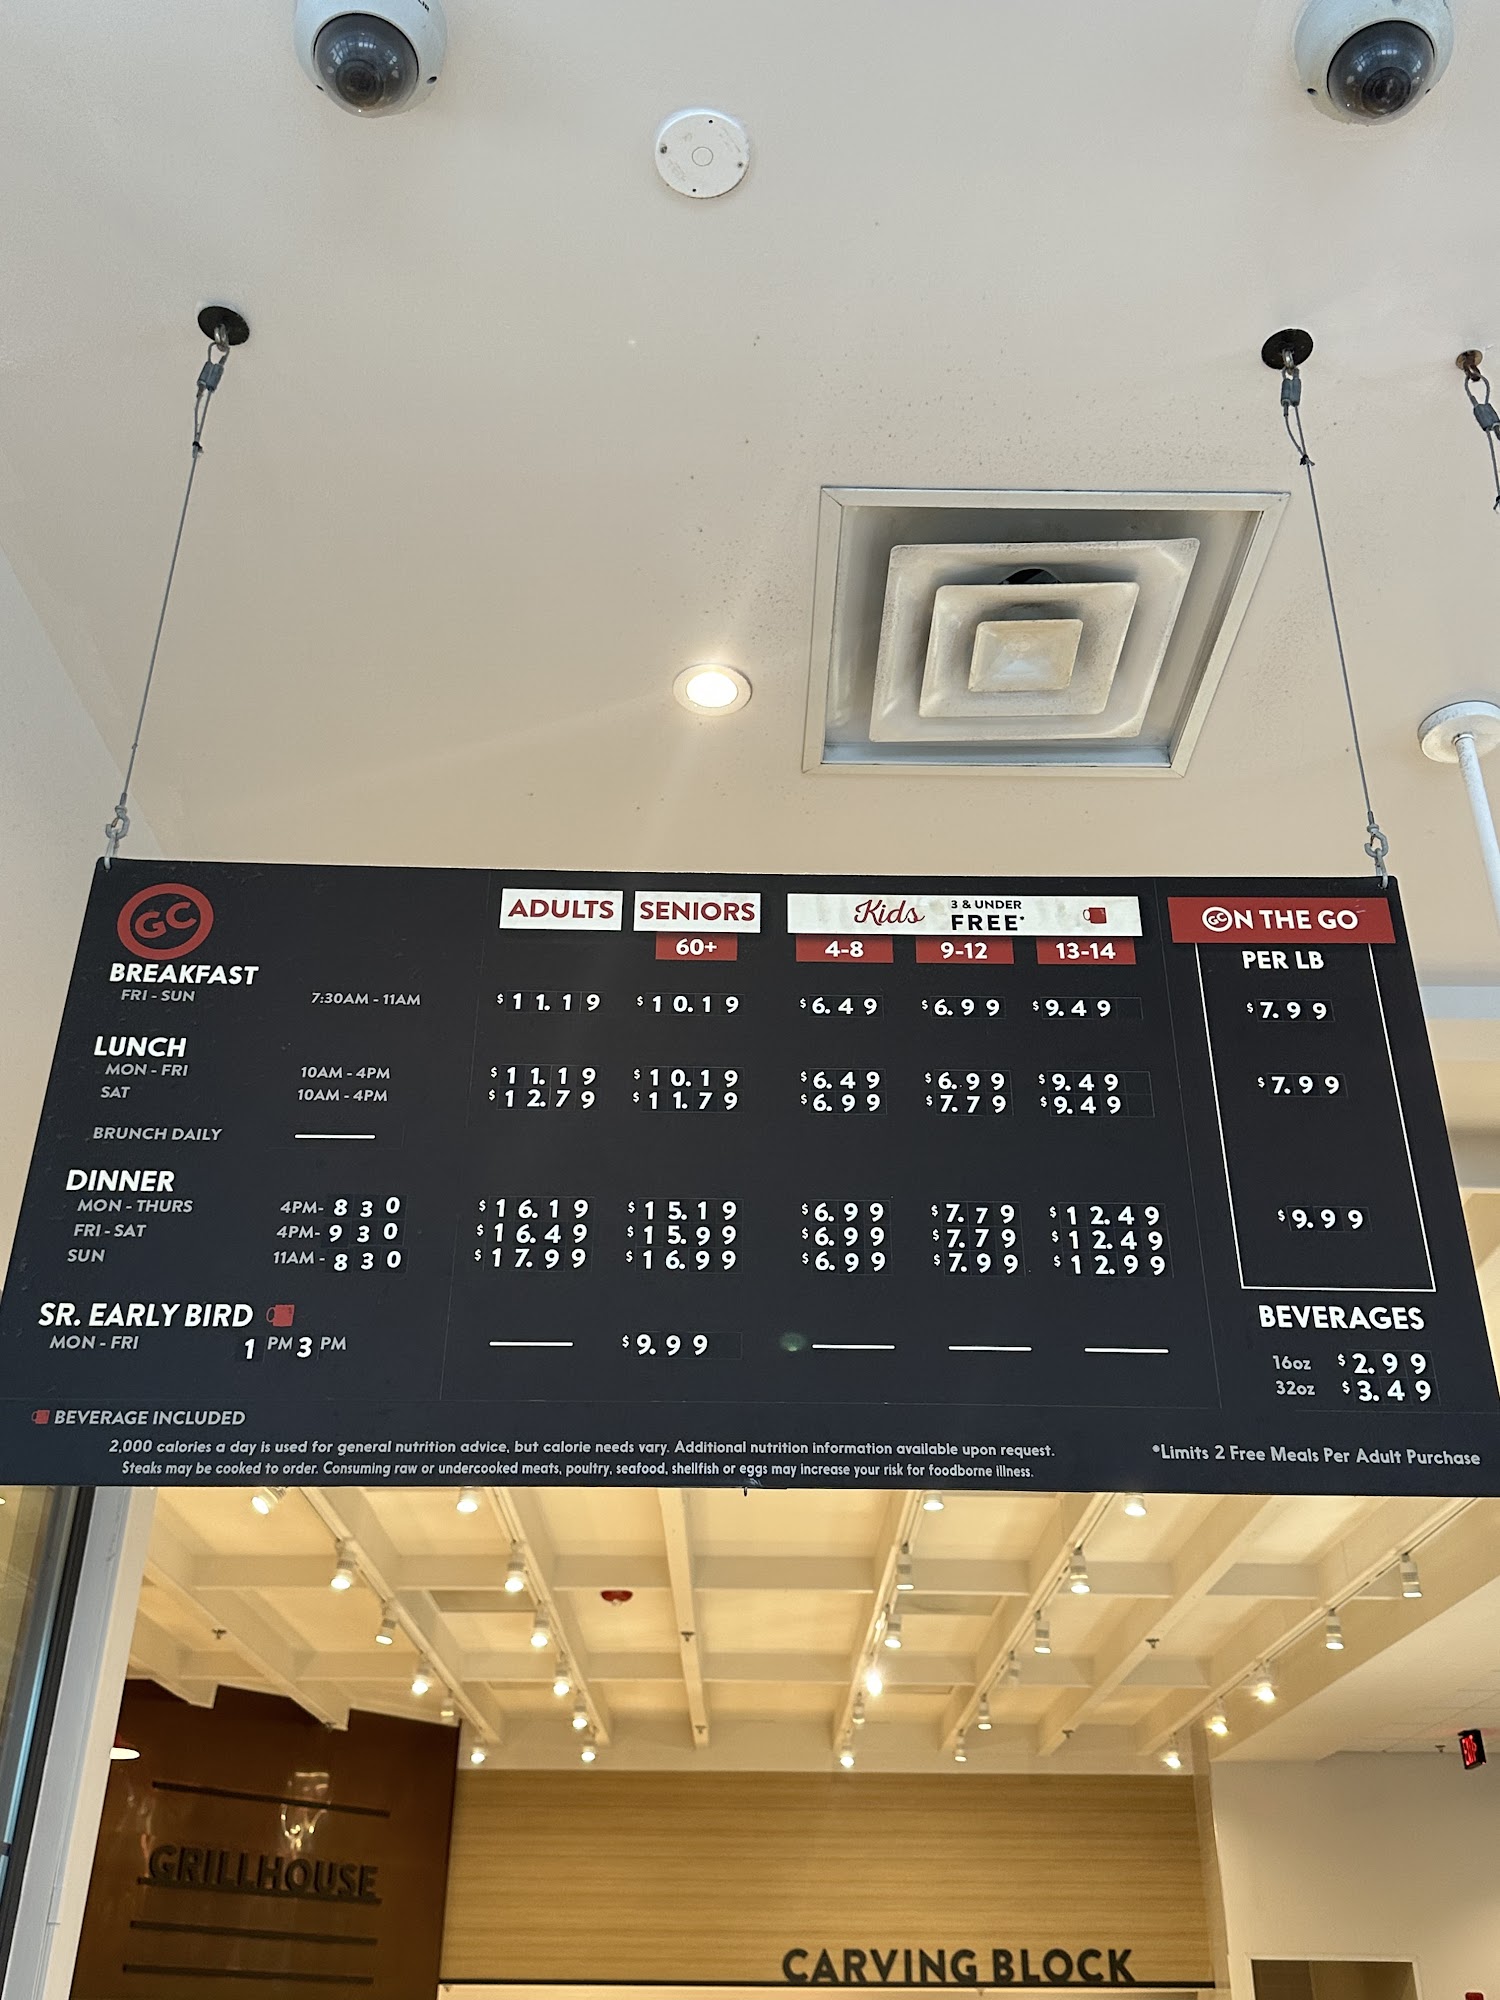 ADULTS SENIORS Kids 3 & UNDER FREE* GC ON THE GO
GC
60+ 4-8 9-12 13-14 PER LB
BREAKFAST
FRI - SUN 7:30AM - 11AM $11.19 $10.19 $6.49 $6.99 $9.49 $7.99
LUNCH
MON - FRI 10AM - 4PM $11.19 $10.19 $6.49 $6.99 $9.49 $7.99
SAT 10AM - 4PM $12.79 $11.79 $6.99 $7.79 $9.49
BRUNCH DAILY
DINNER
MON - THURS 4PM- 830 $16.19 $15.19 $6.99 $7.79 $12.49 $9.99
FRI - SAT 4PM- 930 $16.49 $15.99 $6.99 $7.79 $12.49
SUN 11AM - 830 $17.99 $16.99 $6.99 $7.99 $12.99
SR. EARLY BIRD
MON - FRI 1 PM 3 PM $9.99
BEVERAGES
16oz $2.99
32oz $3.49
BEVERAGE INCLUDED
2,000 calories a day is used for general nutrition advice, but calorie needs vary. Additional nutrition information available upon request.
Steaks may be cooked to order. Consuming raw or undercooked meats, poultry, seafood, shellfish or eggs may increase your risk for foodborne illness.
*Limits 2 Free Meals Per Adult Purchase
EXIT
GRILLHOUSE
CARVING BLOCK